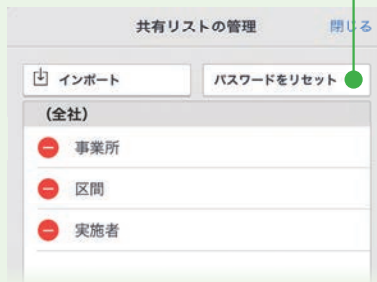 共有リストの管理 閉じる
インポート パスワードをリセット
(全社)
事業所
区間
実施者